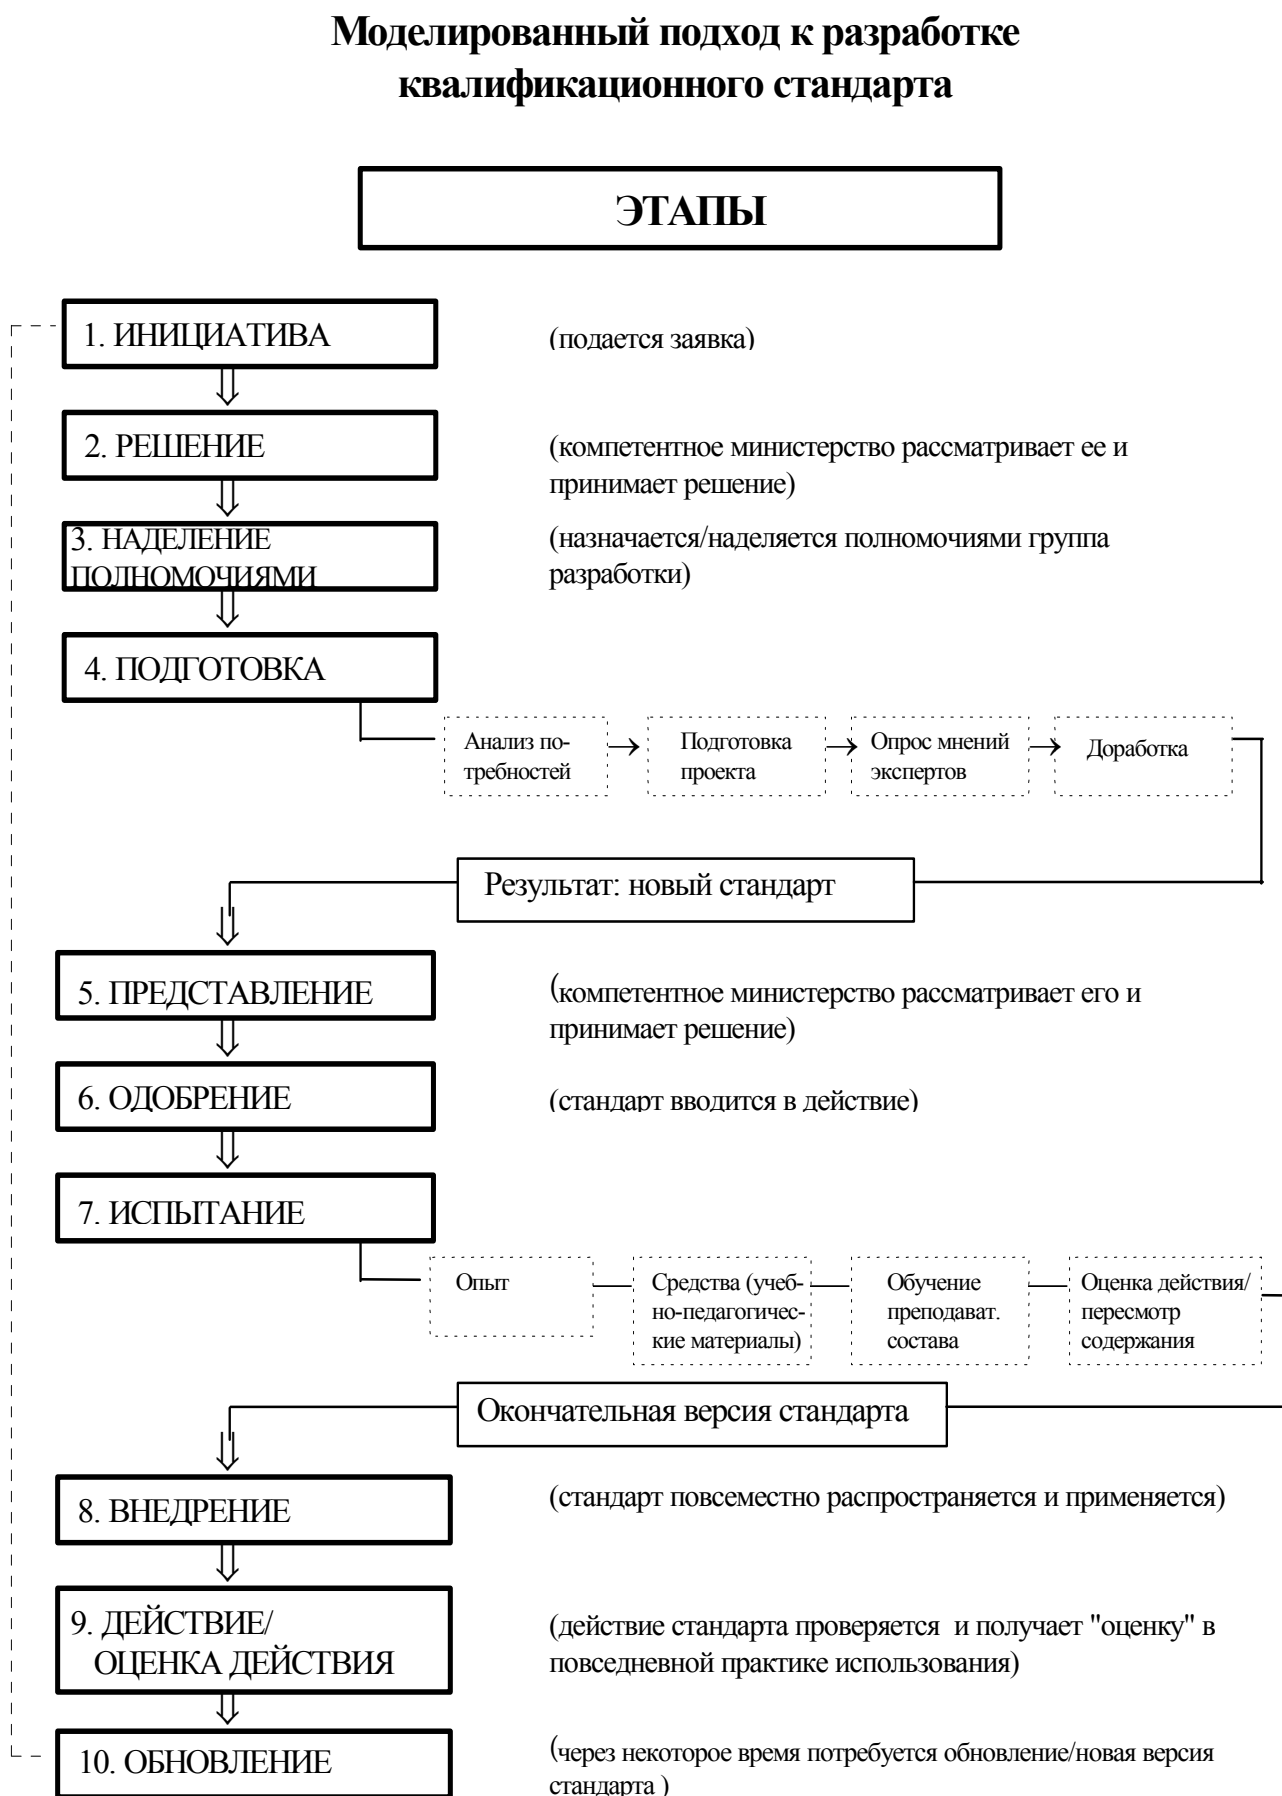 Моделированный подход к разработке
квалификационного стандарта
ЭТАПЫ
1. ИНИЦИАТИВА
(подается заявка)
2. РЕШЕНИЕ
(компетентное министерство рассматривает ее и
принимает решение)
3. НАДЕЛЕНИЕ
ПОЛНОМОЧИЯМИ
(назначается/наделяется полномочиями группа
разработки)
4. ПОДГОТОВКА
Анализ по-
требностей
Подготовка
проекта
Опрос мнений
экспертов
Доработка
Результат: новый стандарт
5. ПРЕДСТАВЛЕНИЕ
(компетентное министерство рассматривает его и
принимает решение)
6. ОДОБРЕНИЕ
(стандарт вводится в действие)
7. ИСПЫТАНИЕ
Опыт
Средства (учеб-
но-педагогичес-
кие материалы)
Обучение
преподават.
состава
Оценка действия/
пересмотр
содержания
Окончательная версия стандарта
8. ВНЕДРЕНИЕ
(стандарт повсеместно распространяется и применяется)
9. ДЕЙСТВИЕ/
ОЦЕНКА ДЕЙСТВИЯ
(действие стандарта проверяется и получает "оценку" в
повседневной практике использования)
10. ОБНОВЛЕНИЕ
(через некоторое время потребуется обновление/новая версия
стандарта )